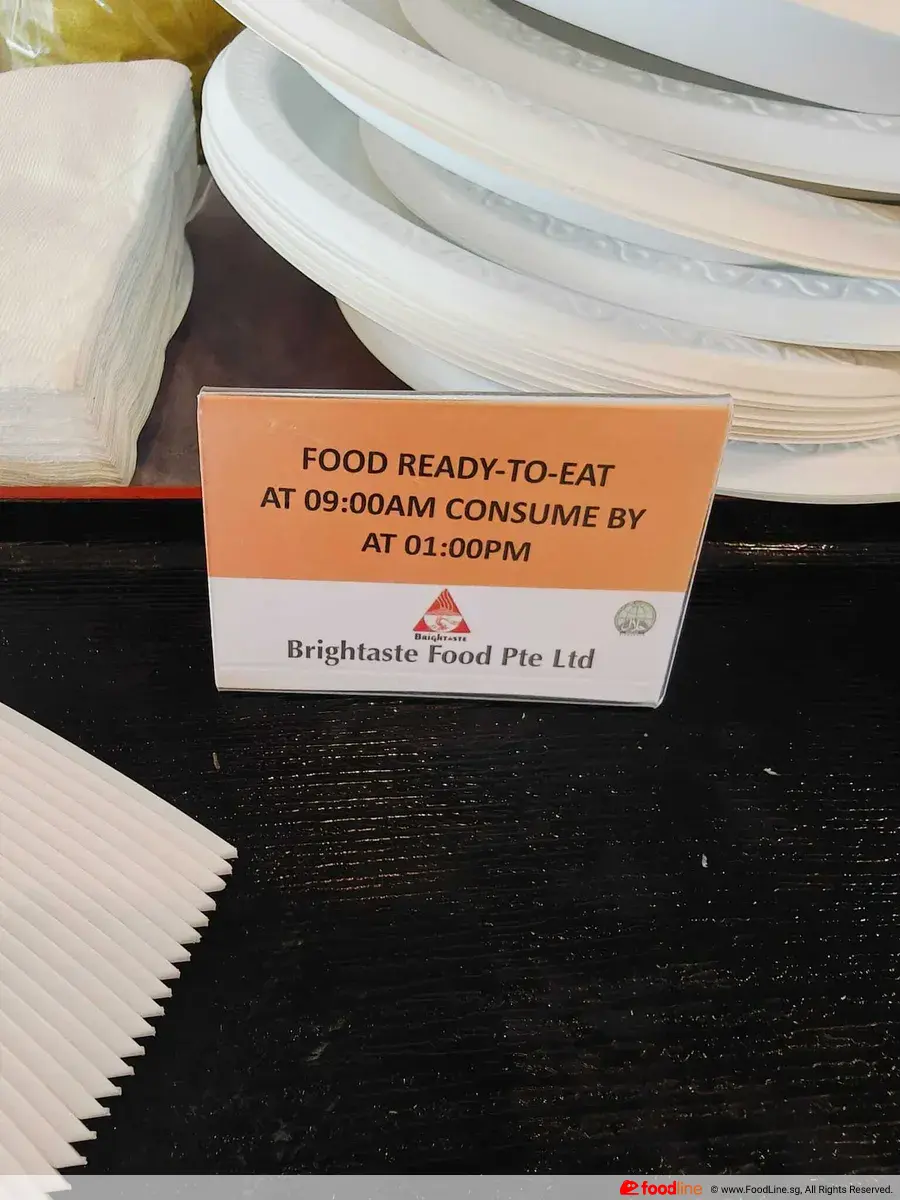 FOOD READY-TO-EAT
AT 09:00AM CONSUME BY
AT 01:00PM
Brightaste
Brightaste Food Pte Ltd
foodline © www.FoodLine.sg, All Rights Reserved.